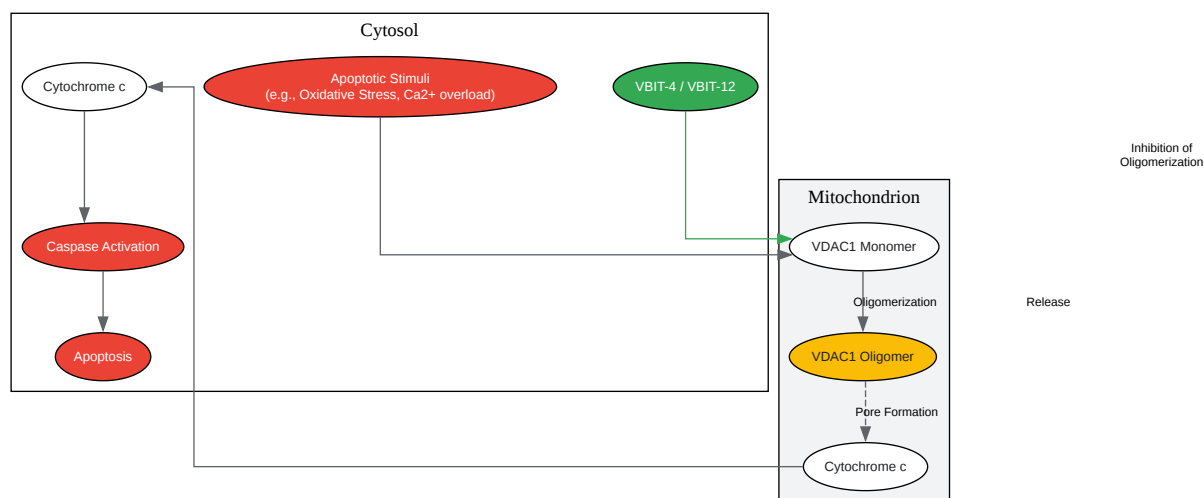 Cytosol
Cytochrome c
Apoptotic Stimuli
(e.g., Oxidative Stress, Ca2+ overload)
VBIT-4 / VBIT-12
Inhibition of
Oligomerization
Mitochondrion
Caspase Activation
VDAC1 Monomer
Oligomerization
Release
Apoptosis
VDAC1 Oligomer
Pore Formation
Cytochrome c